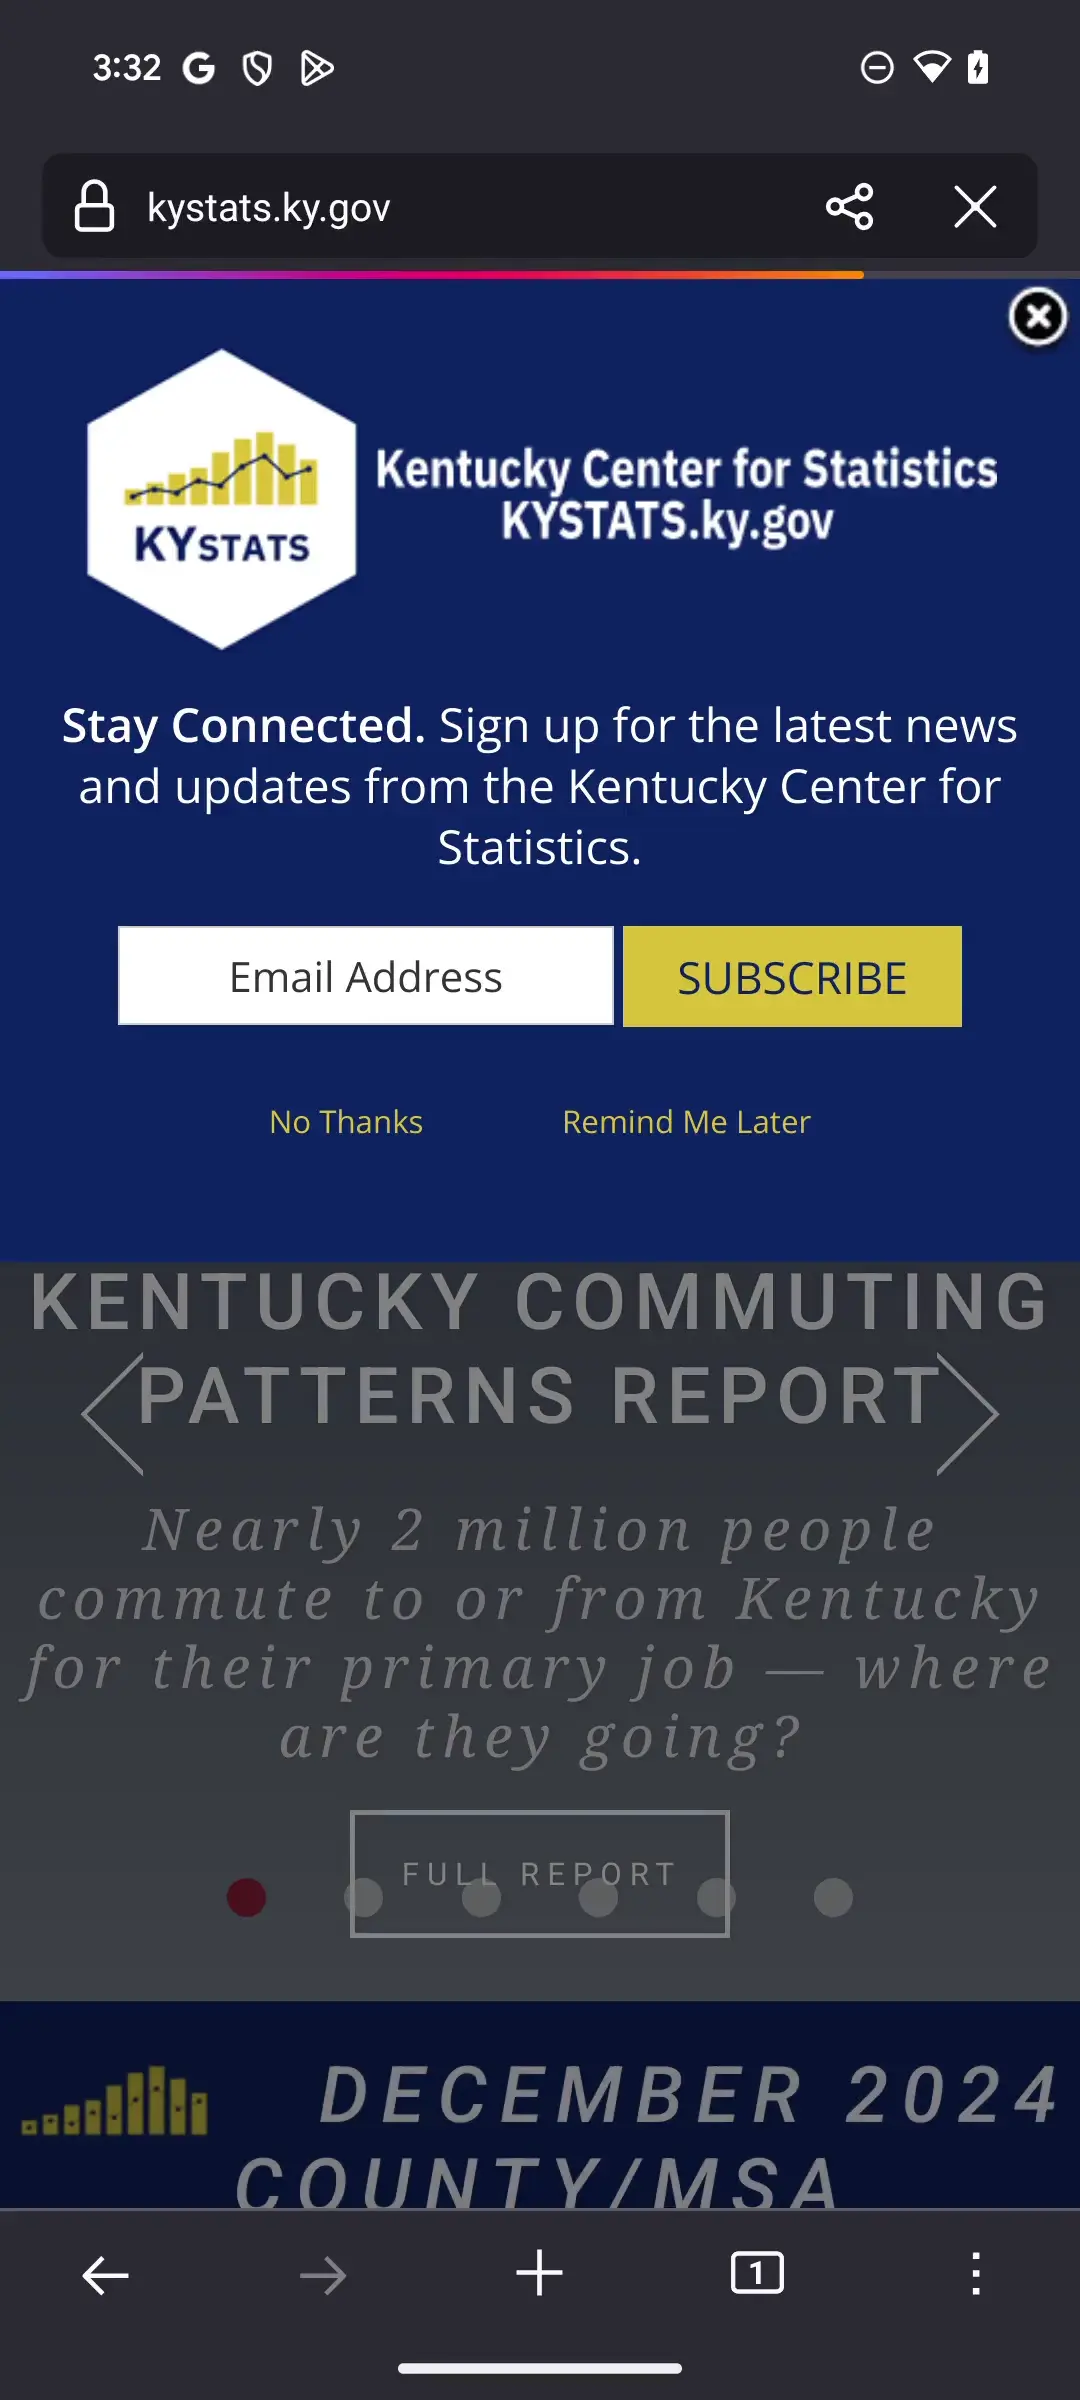 3:32
kystats.ky.gov
KYSTATS
Kentucky Center for Statistics
KYSTATS.ky.gov
Stay Connected. Sign up for the latest news
and updates from the Kentucky Center for
Statistics.
Email Address
SUBSCRIBE
No Thanks
Remind Me Later
KENTUCKY COMMUTING
PATTERNS REPORT
Nearly 2 million people
commute to or from Kentucky
for their primary job — where
are they going?
FULL REPORT
DECEMBER 2024
COUNTY/MSA
1